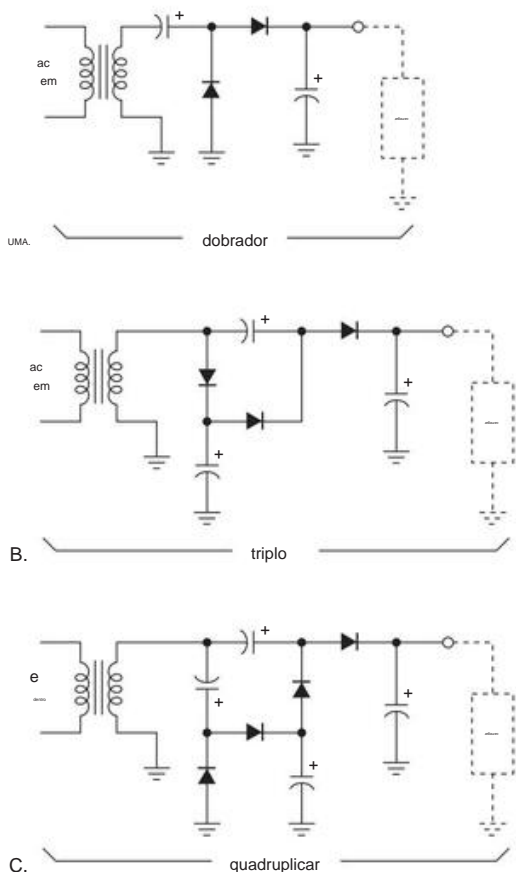 +
ac
em
+
UMA.
dobrador
+
ac
em
+
+
B.
triplo
+
e
+
+
+
C.
quadruplicar